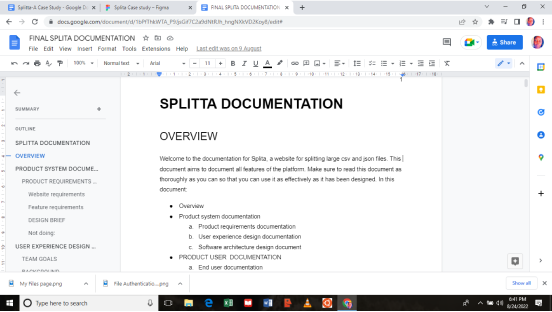 Splitta-A Case Study - Google D
Splita Case study – Figma
FINAL SPLITTA DOCUMENTATION
docs.google.com/document/d/
FINAL SPLITTA DOCUMENTATION
File Edit View Insert Format Tools Extensions Help Last edit was on 9 August
Share
100% Normal text Arial 11
SUMMARY
OUTLINE
SPLITTA DOCUMENTATION
OVERVIEW
PRODUCT SYSTEM DOCUME...
PRODUCT REQUIREMENTS ...
Website requirements
Feature requirements
DESIGN BRIEF
Not doing:
USER EXPERIENCE DESIGN ...
TEAM GOALS
BACKGROUND
SPLITTA DOCUMENTATION
OVERVIEW
Welcome to the documentation for Splita, a website for splitting large csv and json files. This
document aims to document all features of the platform. Make sure to read this document as
thoroughly as you can so that you can use it as effectively as it has been designed. In this
document:
● Overview
● Product system documentation
a. Product requirements documentation
b. User experience design documentation
c. Software architecture design document
● PRODUCT USER DOCUMENTATION
a. End user documentation
My Files page.png
File Authenticatio....png
Show all
Type here to search
6:41 PM
8/24/2022